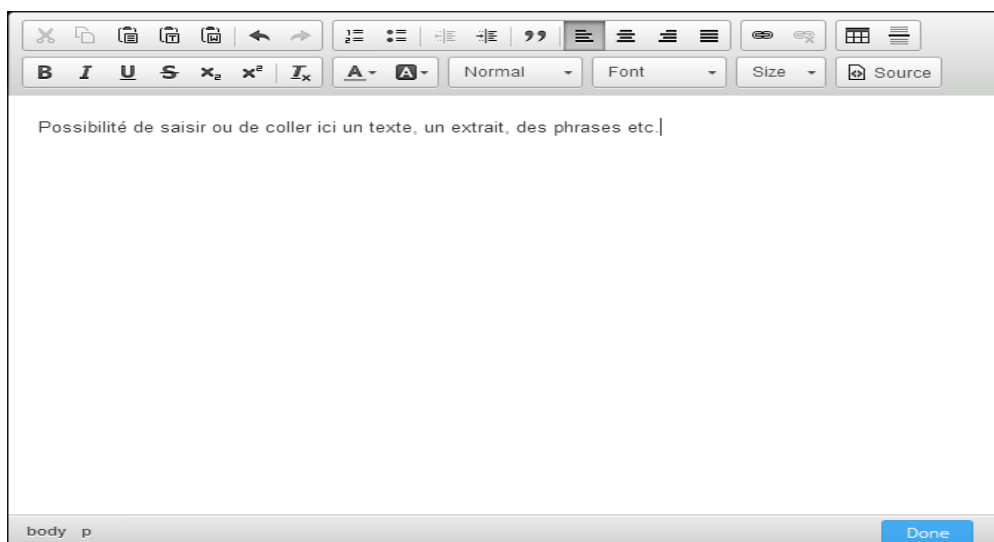 Normal Font Size Source
Possibilité de saisir ou de coller ici un texte, un extrait, des phrases etc.
body p
Done